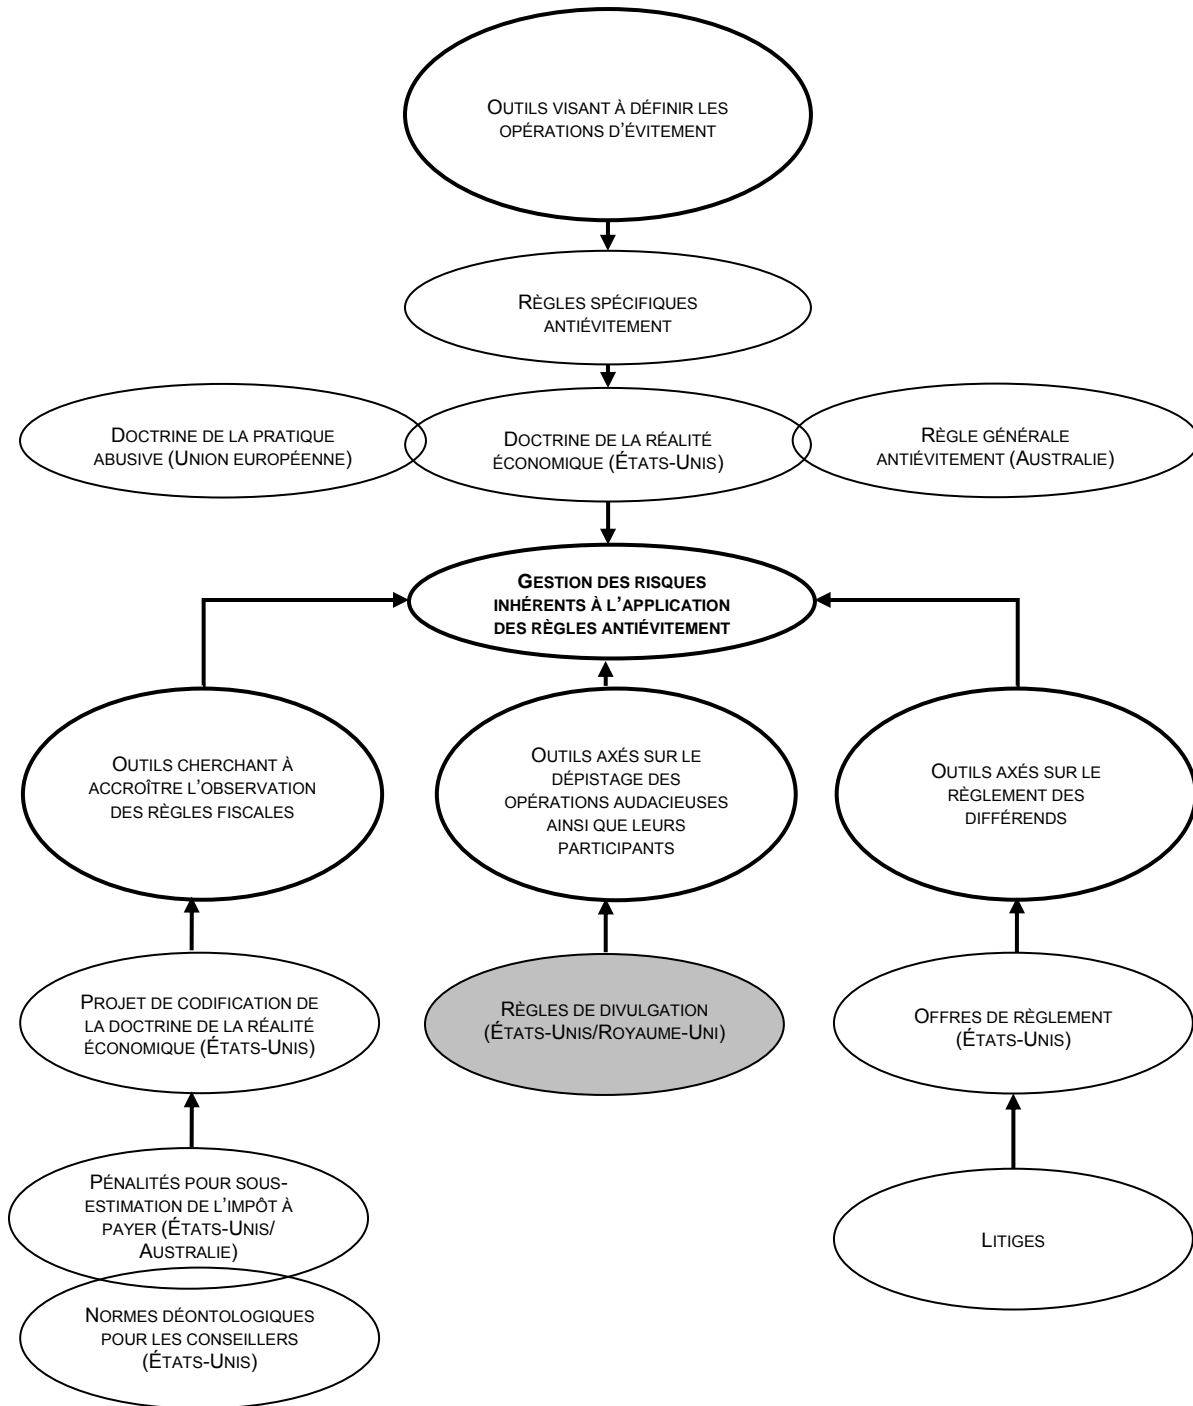 OUTILS VISANT À DÉFINIR LES
OPÉRATIONS D'ÉVITEMENT
RÈGLES SPÉCIFIQUES
ANTIÉVITEMENT
DOCTRINE DE LA PRATIQUE
ABUSIVE (UNION EUROPÉENNE)
DOCTRINE DE LA RÉALITÉ
ÉCONOMIQUE (ÉTATS-UNIS)
RÈGLE GÉNÉRALE
ANTIÉVITEMENT (AUSTRALIE)
GESTION DES RISQUES
INHÉRENTS À L'APPLICATION
DES RÈGLES ANTIÉVITEMENT
OUTILS CHERCHANT À
ACCROÎTRE L'OBSERVATION
DES RÈGLES FISCALES
OUTILS AXÉS SUR LE
DÉPISTAGE DES
OPÉRATIONS AUDACIEUSES
AINSI QUE LEURS
PARTICIPANTS
OUTILS AXÉS SUR LE
RÈGLEMENT DES
DIFFÉRENDS
PROJET DE CODIFICATION DE
LA DOCTRINE DE LA RÉALITÉ
ÉCONOMIQUE (ÉTATS-UNIS)
RÈGLES DE DIVULGATION
(ÉTATS-UNIS/ROYAUME-UNI)
OFFRES DE RÈGLEMENT
(ÉTATS-UNIS)
PÉNALITÉS POUR SOUS-
ESTIMATION DE L'IMPÔT À
PAYER (ÉTATS-UNIS/
AUSTRALIE)
LITIGES
NORMES DÉONTOLOGIQUES
POUR LES CONSEILLERS
(ÉTATS-UNIS)